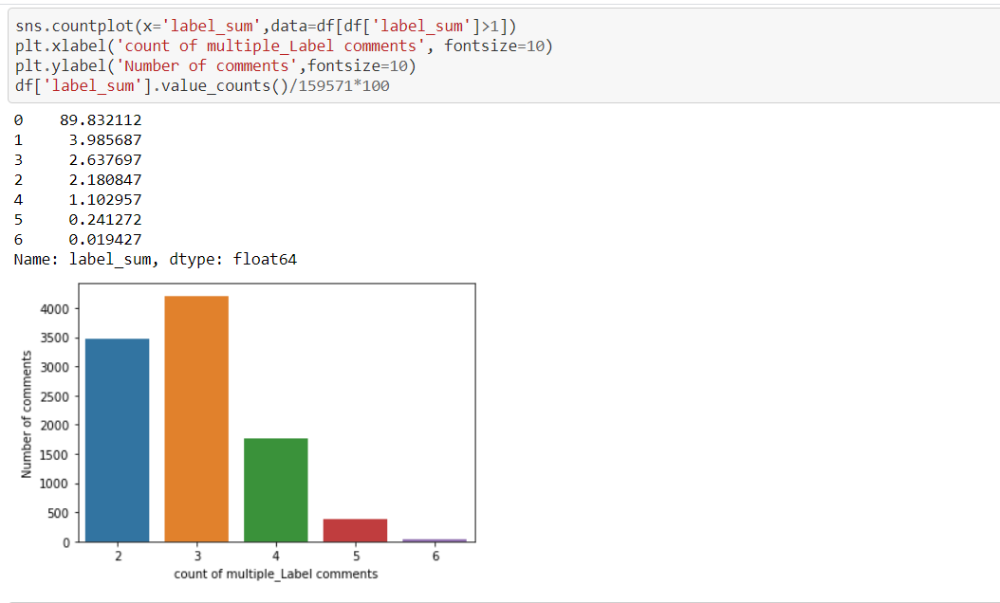 sns.countplot(x='label_sum',data=df[df['label_sum']>1])
plt.xlabel('count of multiple_Label comments', fontsize=10)
plt.ylabel('Number of comments',fontsize=10)
df['label_sum'].value_counts()/159571*100
0 89.832112
1 3.985687
3 2.637697
2 2.180847
4 1.102957
5 0.241272
6 0.019427
Name: label_sum, dtype: float64
Number of comments
4000
3500
3000
2500
2000
1500
1000
500
0
2 3 4 5 6
count of multiple_Label comments